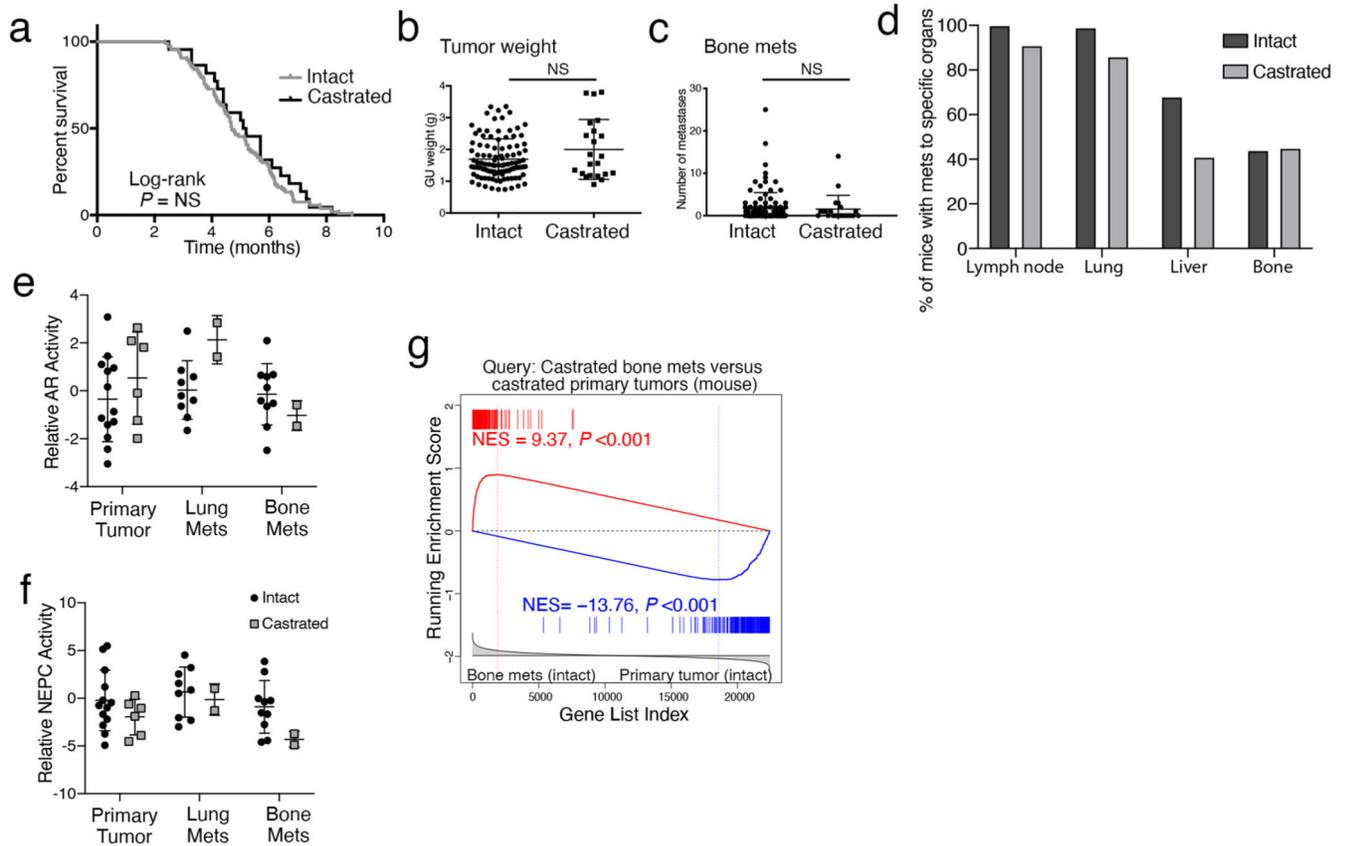 a
100
50
0
Percent survival
Intact
Castrated
Log-rank
P = NS
0 2 4 6 8 10
Time (months)
b
Tumor weight
NS
4
3
2
1
0
GU weight (g)
Intact Castrated
c
Bone mets
NS
30
20
10
0
Number of metastases
Intact Castrated
d
100
80
60
40
20
0
% of mice with mets to specific organs
Intact
Castrated
Lymph node Lung Liver Bone
e
4
2
0
-2
-4
Relative AR Activity
Primary Tumor
Lung Mets
Bone Mets
f
10
5
0
-5
-10
Relative NEPC Activity
Intact
Castrated
Primary Tumor
Lung Mets
Bone Mets
g
Query: Castrated bone mets versus
castrated primary tumors (mouse)
2
1
0
−1
−2
Running Enrichment Score
NES = 9.37, P <0.001
NES= −13.76, P <0.001
Bone mets (intact) Primary tumor (intact)
0 5000 10000 15000 20000
Gene List Index